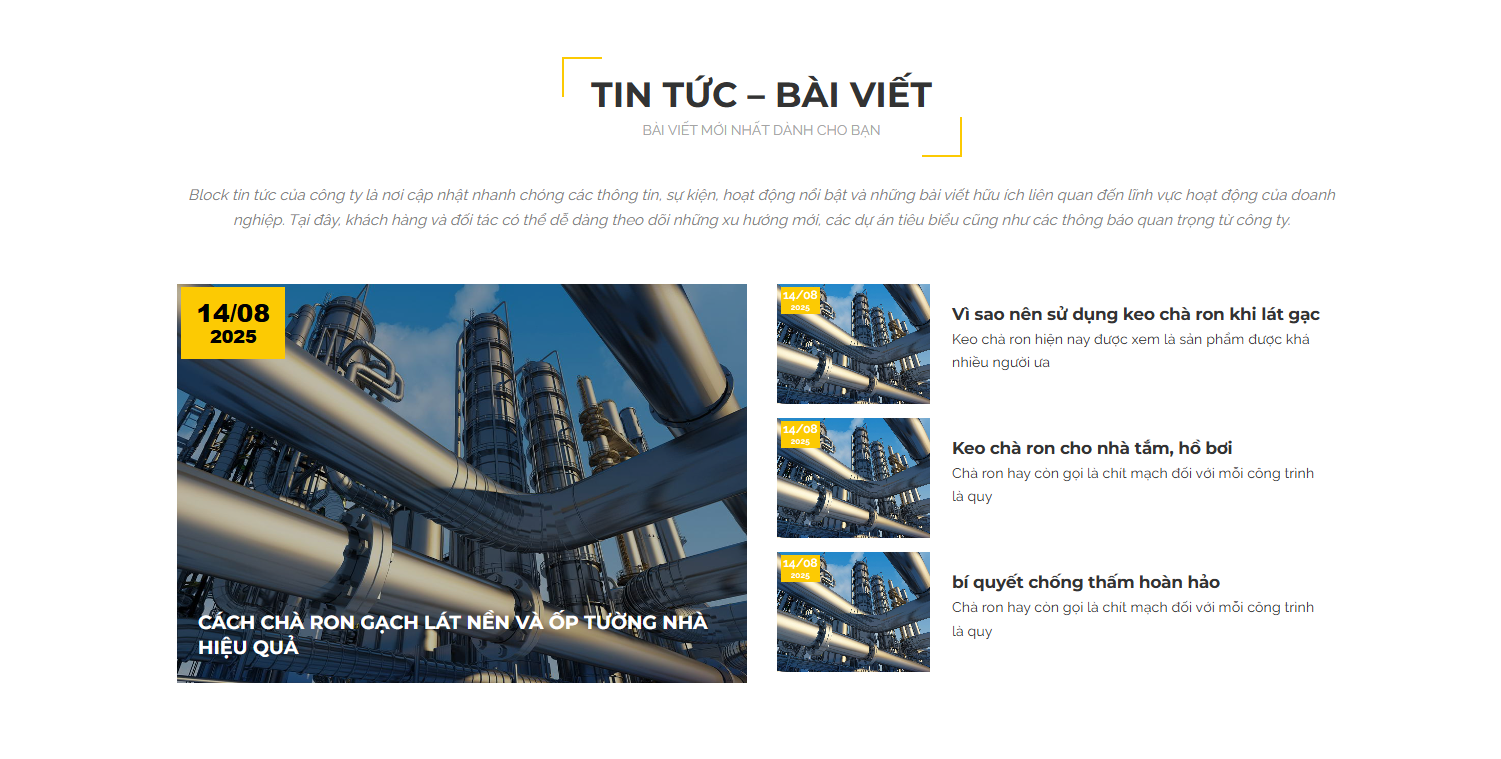 TIN TỨC – BÀI VIẾT
BÀI VIẾT MỚI NHẤT DÀNH CHO BẠN
Block tin tức của công ty là nơi cập nhật nhanh chóng các thông tin, sự kiện, hoạt động nổi bật và những bài viết hữu ích liên quan đến lĩnh vực hoạt động của doanh
nghiệp. Tại đây, khách hàng và đối tác có thể dễ dàng theo dõi những xu hướng mới, các dự án tiêu biểu cũng như các thông báo quan trọng từ công ty.
14/08
2025
CÁCH CHÀ RON GẠCH LÁT NỀN VÀ ỐP TƯỜNG NHÀ
HIỆU QUẢ
14/08
2025
Vì sao nên sử dụng keo chà ron khi lát gạc
Keo chà ron hiện nay được xem là sản phẩm được khá
nhiều người ưa
14/08
2025
Keo chà ron cho nhà tắm, hồ bơi
Chà ron hay còn gọi là chít mạch đối với mỗi công trình
là quy
14/08
2025
bí quyết chống thấm hoàn hảo
Chà ron hay còn gọi là chít mạch đối với mỗi công trình
là quy